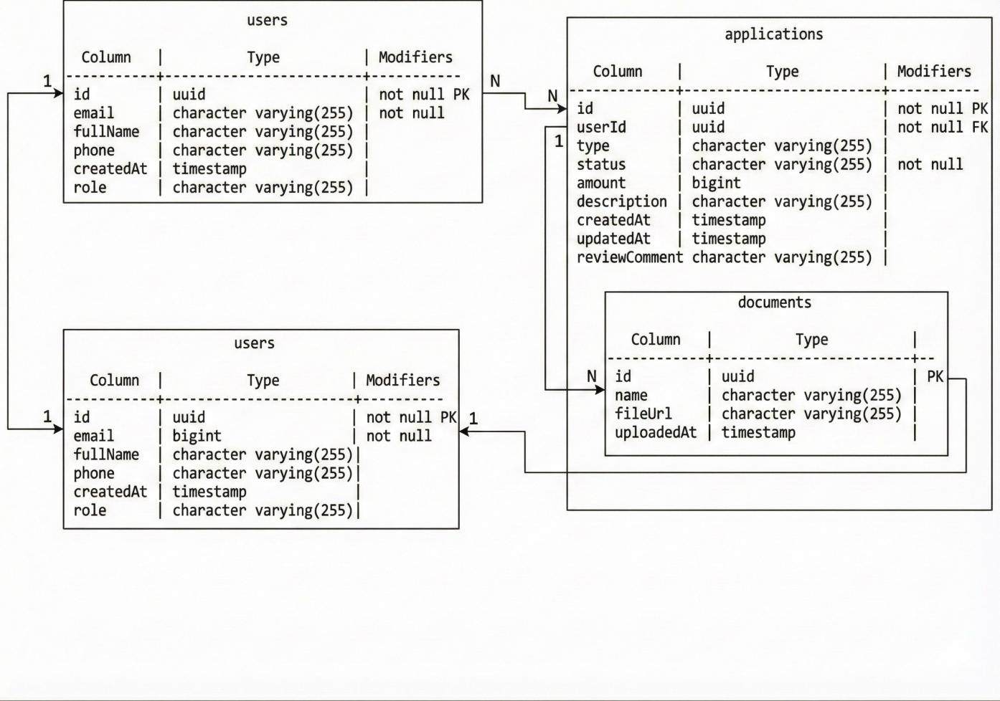 users
Column | Type | Modifiers
id | uuid | not null PK
email | character varying(255) | not null
fullName | character varying(255) |
phone | character varying(255) |
createdAt | timestamp |
role | character varying(255) |
1
N
applications
Column | Type | Modifiers
N
id | uuid | not null PK
userId | uuid | not null FK
1
type | character varying(255) |
status | character varying(255) | not null
amount | bigint |
description | character varying(255) |
createdAt | timestamp |
updatedAt | timestamp |
reviewComment character varying(255) |
documents
Column | Type |
N
id | uuid | PK
name | character varying(255) |
fileUrl | character varying(255) |
uploadedAt | timestamp |
users
Column | Type | Modifiers
1
id | uuid | not null PK
1
email | bigint | not null
fullName | character varying(255)|
phone | character varying(255)|
createdAt | timestamp |
role | character varying(255)|